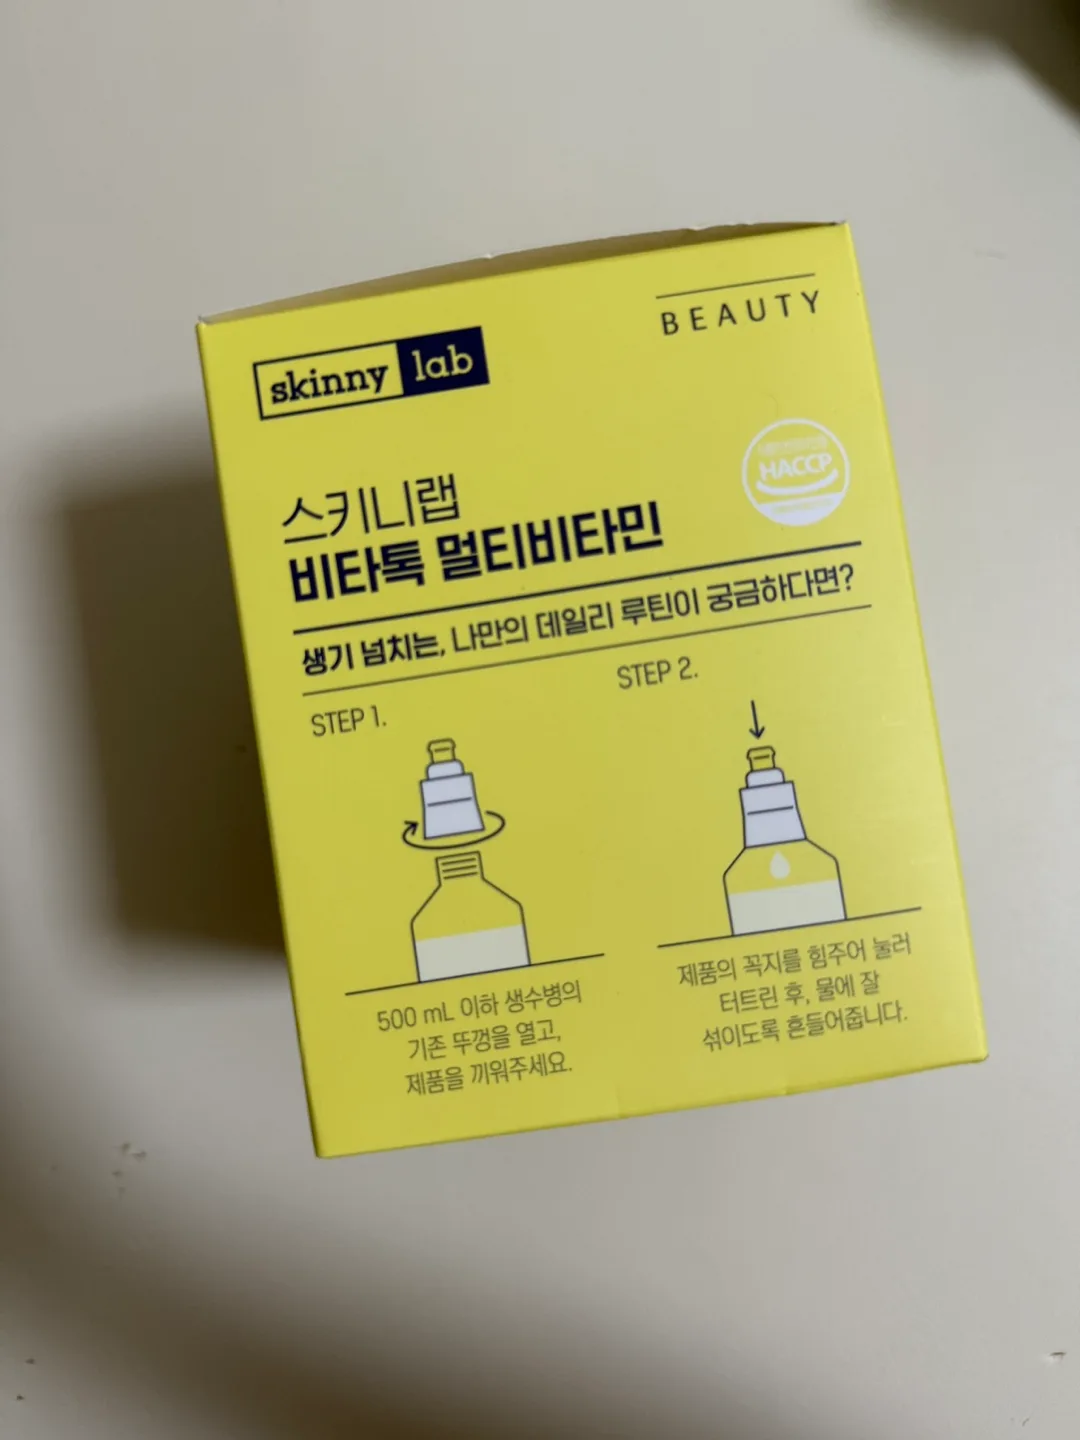 skinny lab
BEAUTY
HACCP
스키니랩
비타톡 멀티비타민
생기 넘치는, 나만의 데일리 루틴이 궁금하다면?
STEP 1.
500 mL 이하 생수병의
기존 뚜껑을 열고,
제품을 끼워주세요.
STEP 2.
제품의 꼭지를 힘주어 눌러
터트린 후, 물에 잘
섞이도록 흔들어줍니다.